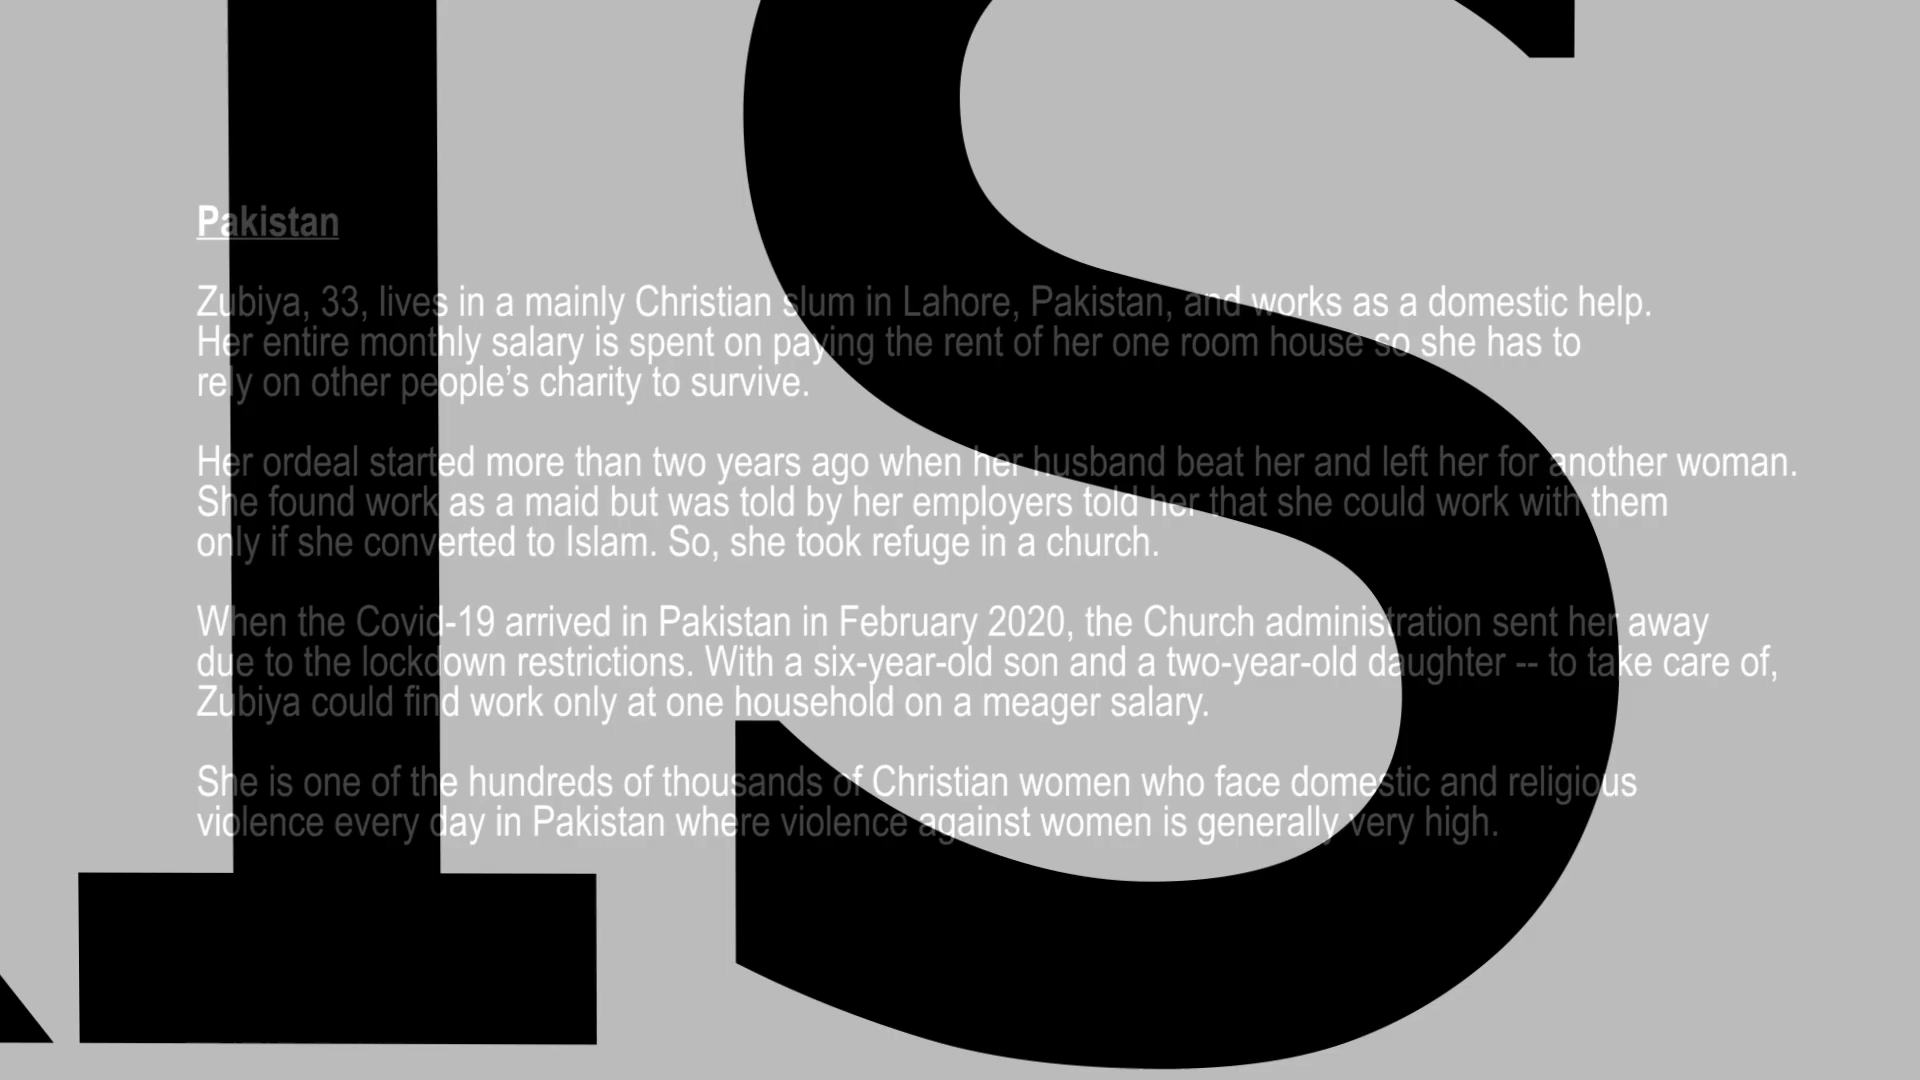 IS
Pakistan
Zubiya, 33, lives in a mainly Christian slum in Lahore, Pakistan, and works as a domestic help.
Her entire monthly salary is spent on paying the rent of her one room house so she has to
rely on other people’s charity to survive.
Her ordeal started more than two years ago when her husband beat her and left her for another woman.
She found work as a maid but was told by her employers told her that she could work with them
only if she converted to Islam. So, she took refuge in a church.
When the Covid-19 arrived in Pakistan in February 2020, the Church administration sent her away
due to the lockdown restrictions. With a six-year-old son and a two-year-old daughter -- to take care of,
Zubiya could find work only at one household on a meager salary.
She is one of the hundreds of thousands of Christian women who face domestic and religious
violence every day in Pakistan where violence against women is generally very high.